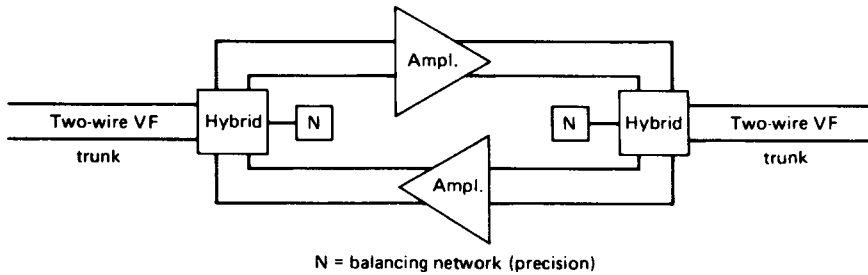 Ampl.
Two-wire VF
Hybrid
N
N
Hybrid
Two-wire VF
trunk
trunk
Ampl.
N = balancing network (precision)